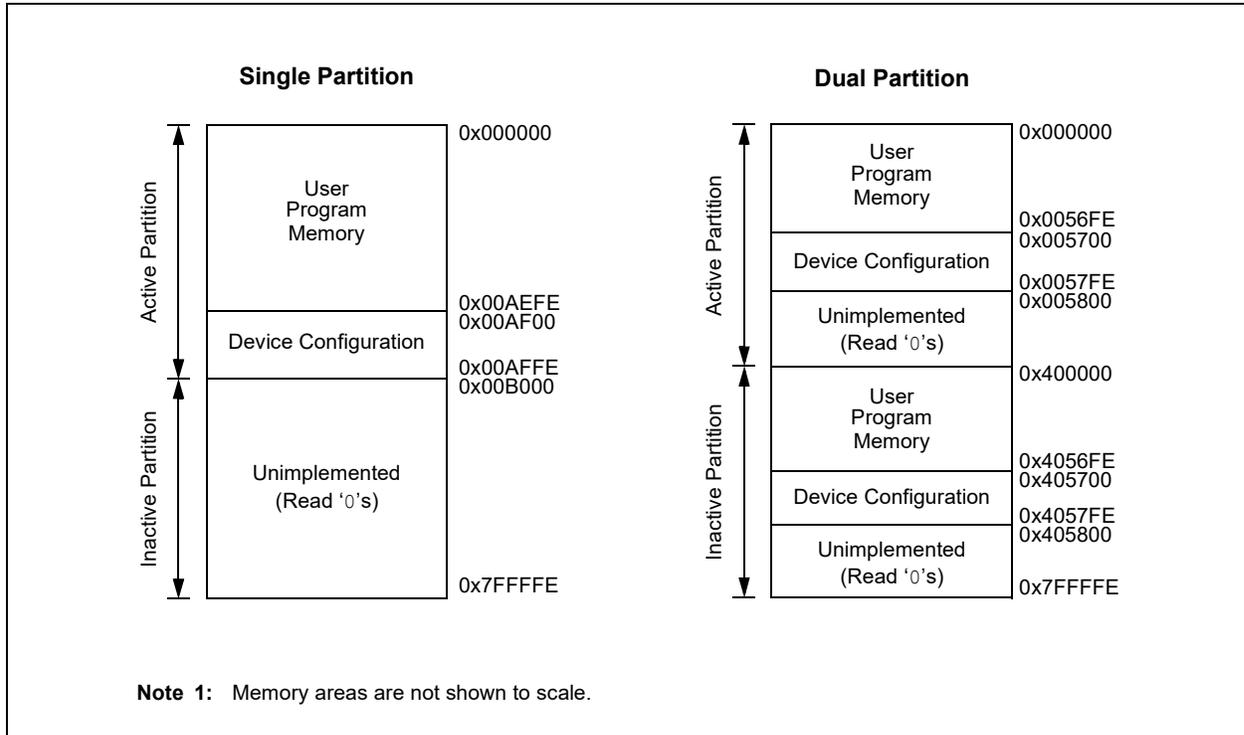 Single Partition
Active Partition
User
Program
Memory
Device Configuration
Inactive Partition
Unimplemented
(Read ‘0’s)
0x000000
0x00AEFE
0x00AF00
0x00AFFE
0x00B000
0x7FFFFE
Dual Partition
Active Partition
User
Program
Memory
Device Configuration
Unimplemented
(Read ‘0’s)
Inactive Partition
User
Program
Memory
Device Configuration
Unimplemented
(Read ‘0’s)
0x000000
0x0056FE
0x005700
0x0057FE
0x005800
0x400000
0x4056FE
0x405700
0x4057FE
0x405800
0x7FFFFE
Note 1: Memory areas are not shown to scale.